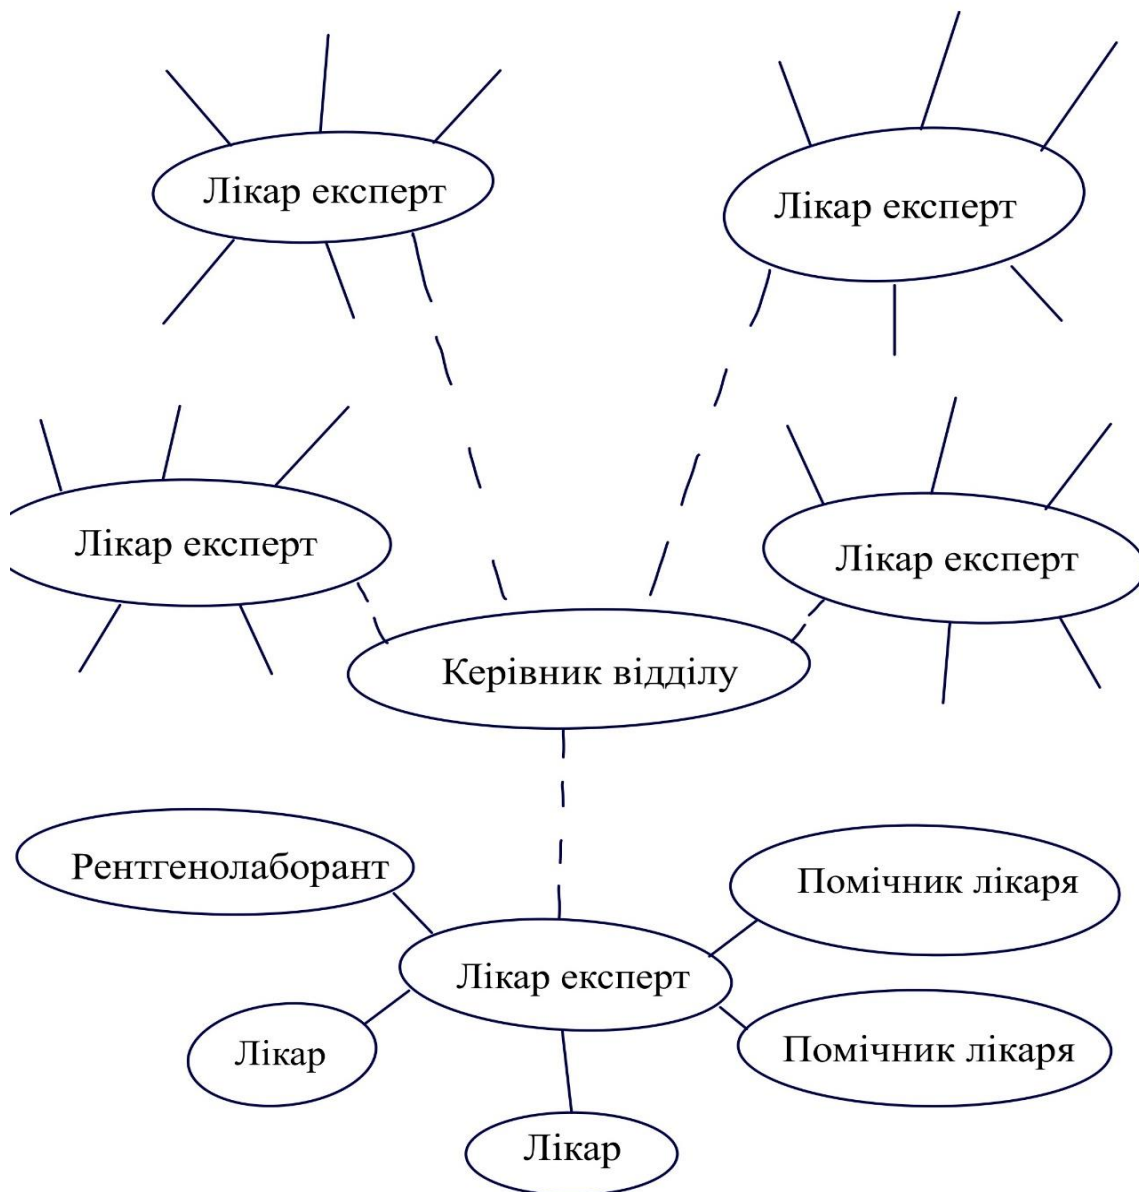 Лікар експерт
Лікар експерт
Лікар експерт
Лікар експерт
Керівник відділу
Рентгенолаборант
Помічник лікаря
Лікар експерт
Лікар
Помічник лікаря
Лікар